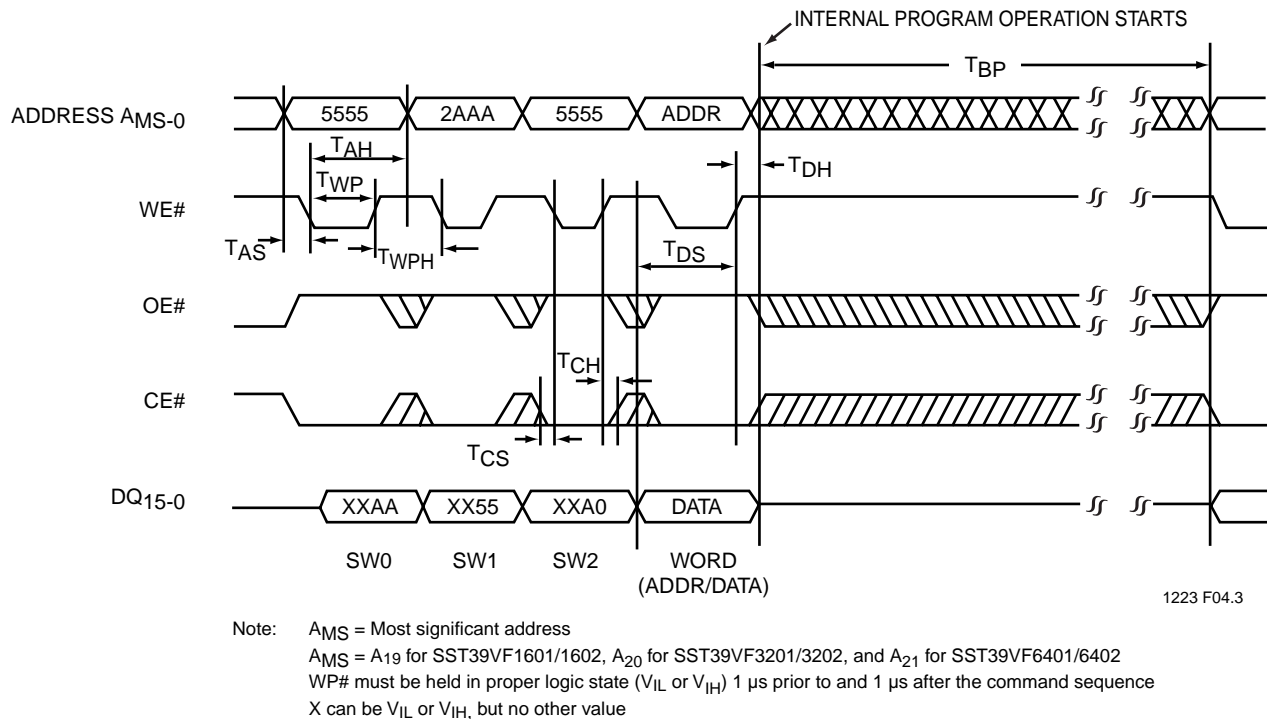 INTERNAL PROGRAM OPERATION STARTS
TBP
ADDRESS AMS-0
5555 2AAA 5555 ADDR
TAH
TDH
TWP
WE#
TAS
TWPH
TDS
OE#
TCH
CE#
TCS
DQ15-0
XXAA XX55 XXA0 DATA
SW0 SW1 SW2 WORD
(ADDR/DATA)
1223 F04.3
Note: AMS = Most significant address
AMS = A19 for SST39VF1601/1602, A20 for SST39VF3201/3202, and A21 for SST39VF6401/6402
WP# must be held in proper logic state (VIL or VIH) 1 µs prior to and 1 µs after the command sequence
X can be VIL or VIH, but no other value